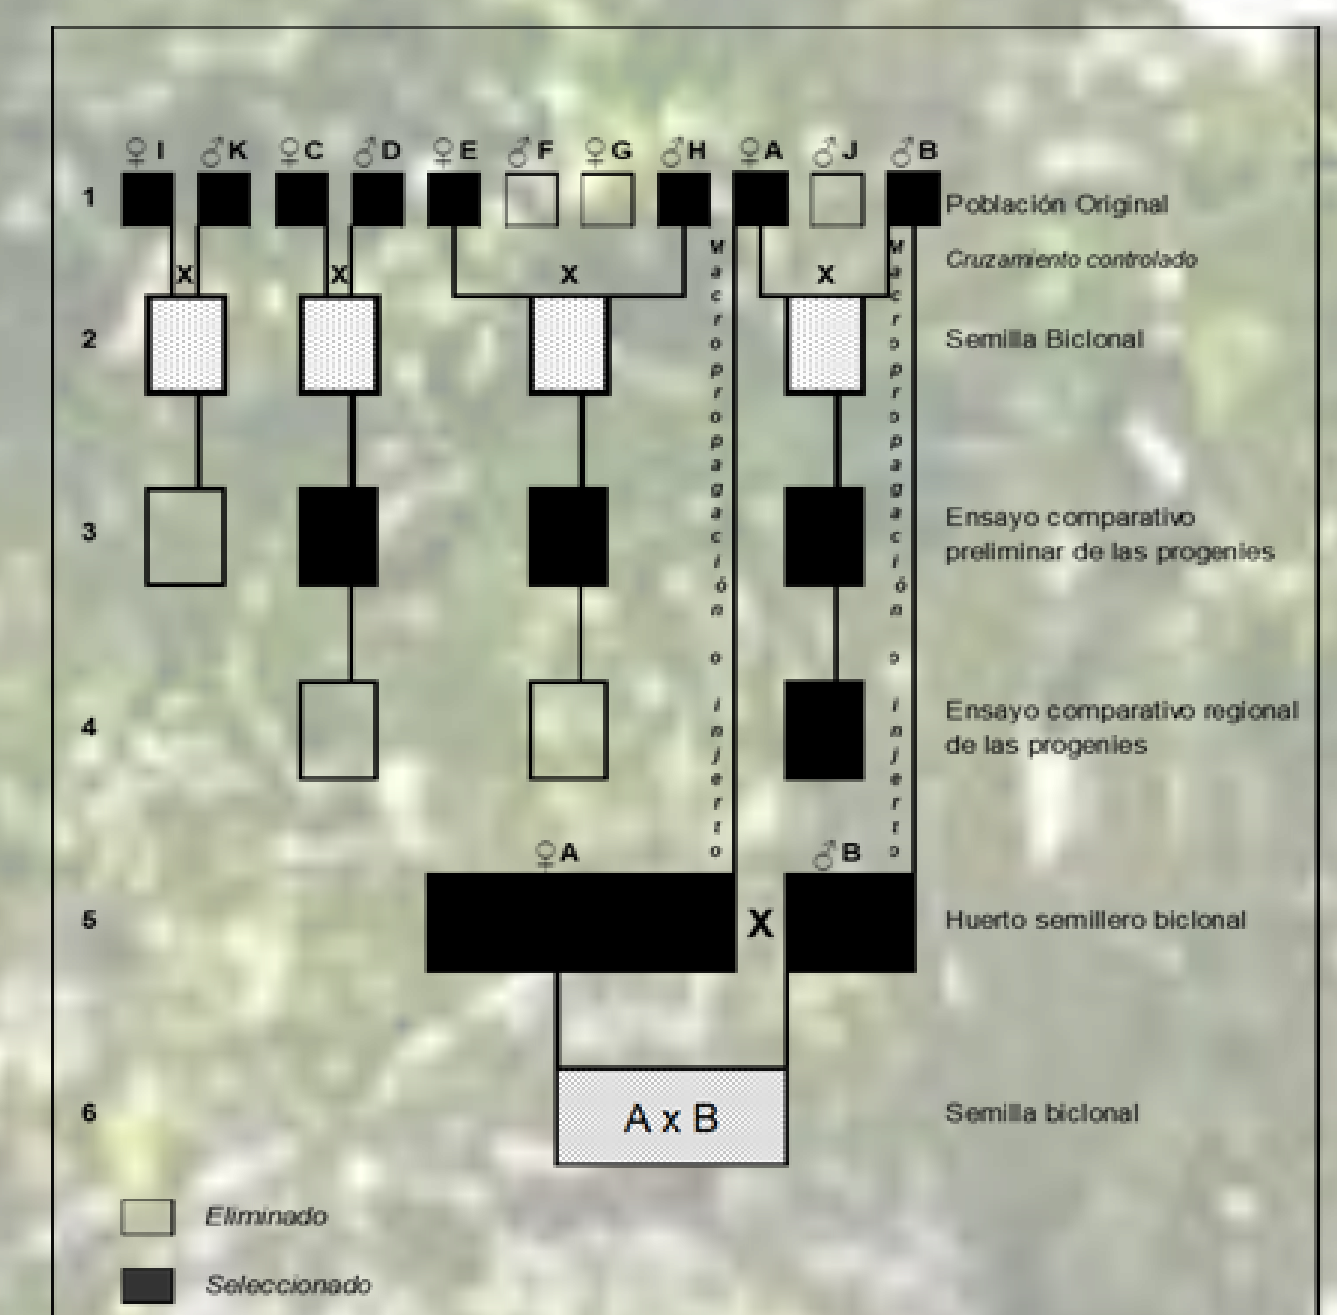 ♀ I ♂ K ♀ C ♂ D ♀ E ♂ F ♀ G ♂ H ♀ A ♂ J ♂ B
1 Población Original
X X X X Cruzamiento controlado
2 Semilla Biclonal
Macropropagación o injerto
Macropropagación o injerto
3 Ensayo comparativo
preliminar de las progenies
4 Ensayo comparativo regional
de las progenies
♀ A ♂ B
5 X Huerto semillero biclonal
6 A x B Semilla biclonal
Eliminado
Seleccionado